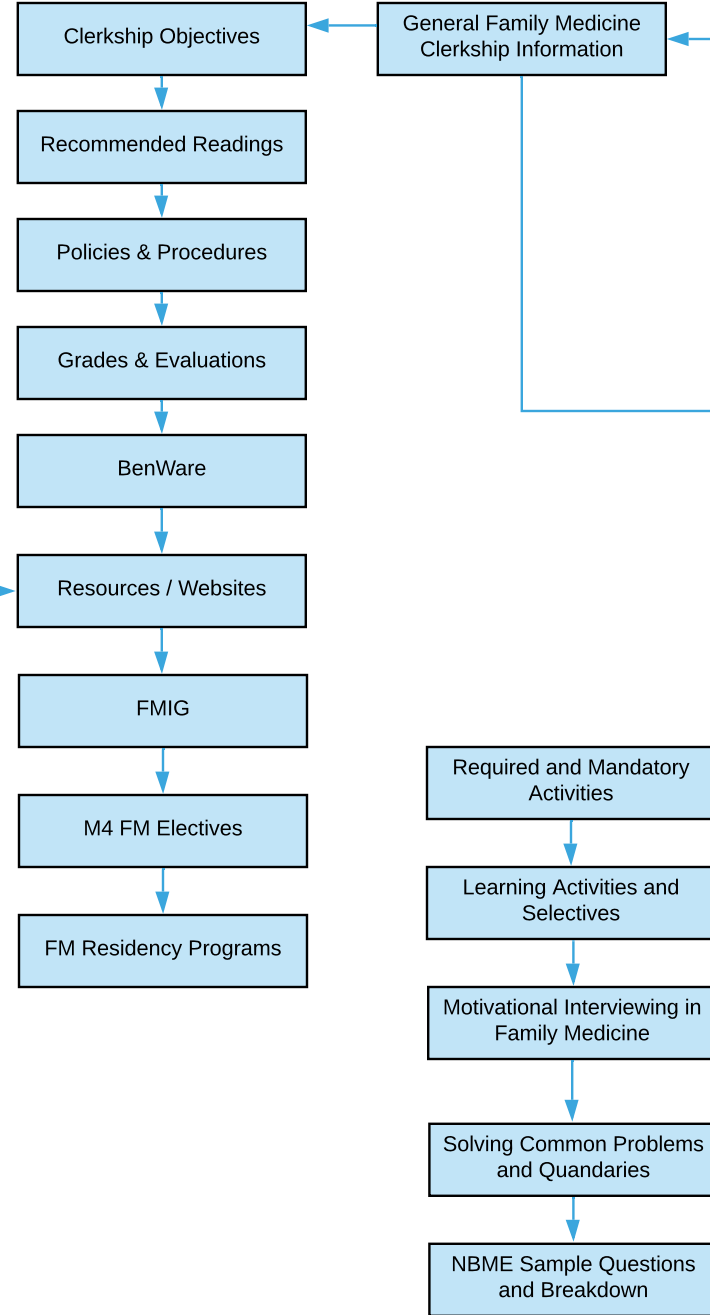 Clerkship Objectives
General Family Medicine
Clerkship Information
Recommended Readings
Policies & Procedures
Grades & Evaluations
BenWare
Resources / Websites
FMIG
M4 FM Electives
FM Residency Programs
Required and Mandatory
Activities
Learning Activities and
Selectives
Motivational Interviewing in
Family Medicine
Solving Common Problems
and Quandaries
NBME Sample Questions
and Breakdown